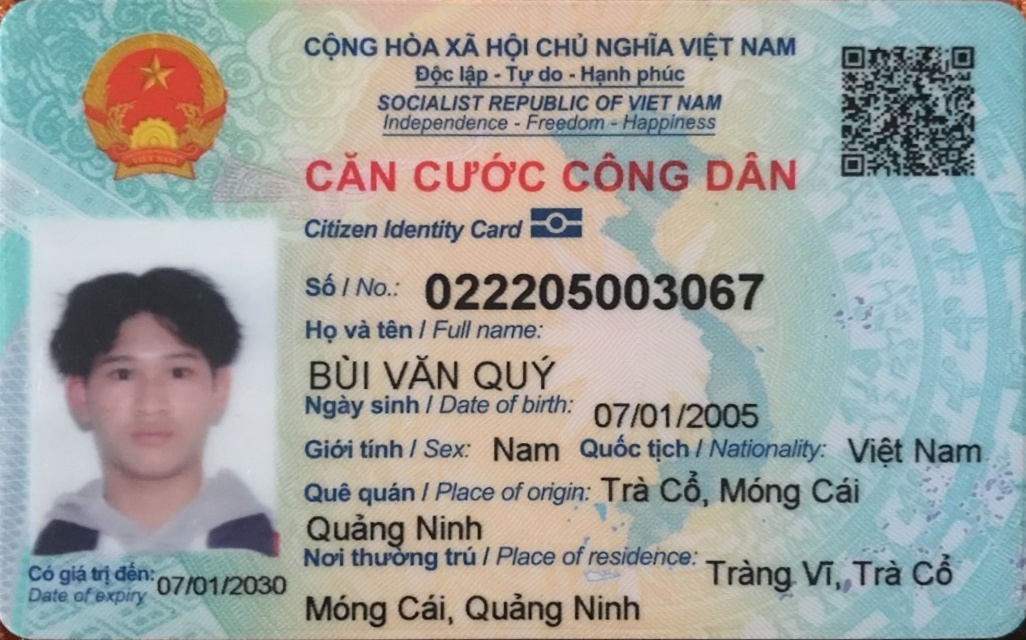 CỘNG HÒA XÃ HỘI CHỦ NGHĨA VIỆT NAM
Độc lập - Tự do - Hạnh phúc
SOCIALIST REPUBLIC OF VIET NAM
Independence - Freedom - Happiness
CĂN CƯỚC CÔNG DÂN
Citizen Identity Card
Số / No.: 022205003067
Họ và tên / Full name:
BÙI VĂN QUÝ
Ngày sinh / Date of birth: 07/01/2005
Giới tính / Sex: Nam Quốc tịch / Nationality: Việt Nam
Quê quán / Place of origin: Trà Cổ, Móng Cái
Quảng Ninh
Nơi thường trú / Place of residence: Tràng Vĩ, Trà Cổ
Móng Cái, Quảng Ninh
Có giá trị đến: 07/01/2030
Date of expiry
VIỆT NAM